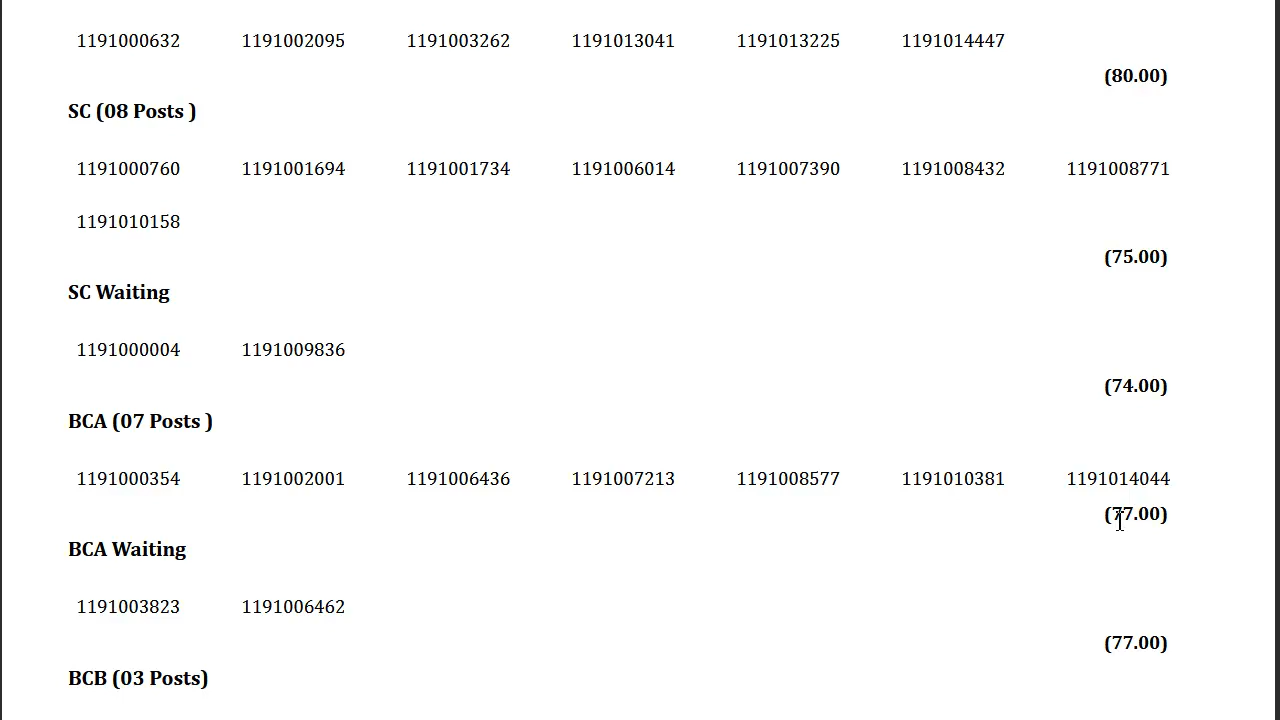 1191000632 1191002095 1191003262 1191013041 1191013225 1191014447
(80.00)
SC (08 Posts )
1191000760 1191001694 1191001734 1191006014 1191007390 1191008432 1191008771
1191010158
(75.00)
SC Waiting
1191000004 1191009836
(74.00)
BCA (07 Posts )
1191000354 1191002001 1191006436 1191007213 1191008577 1191010381 1191014044
(77.00)
BCA Waiting
1191003823 1191006462
(77.00)
BCB (03 Posts)